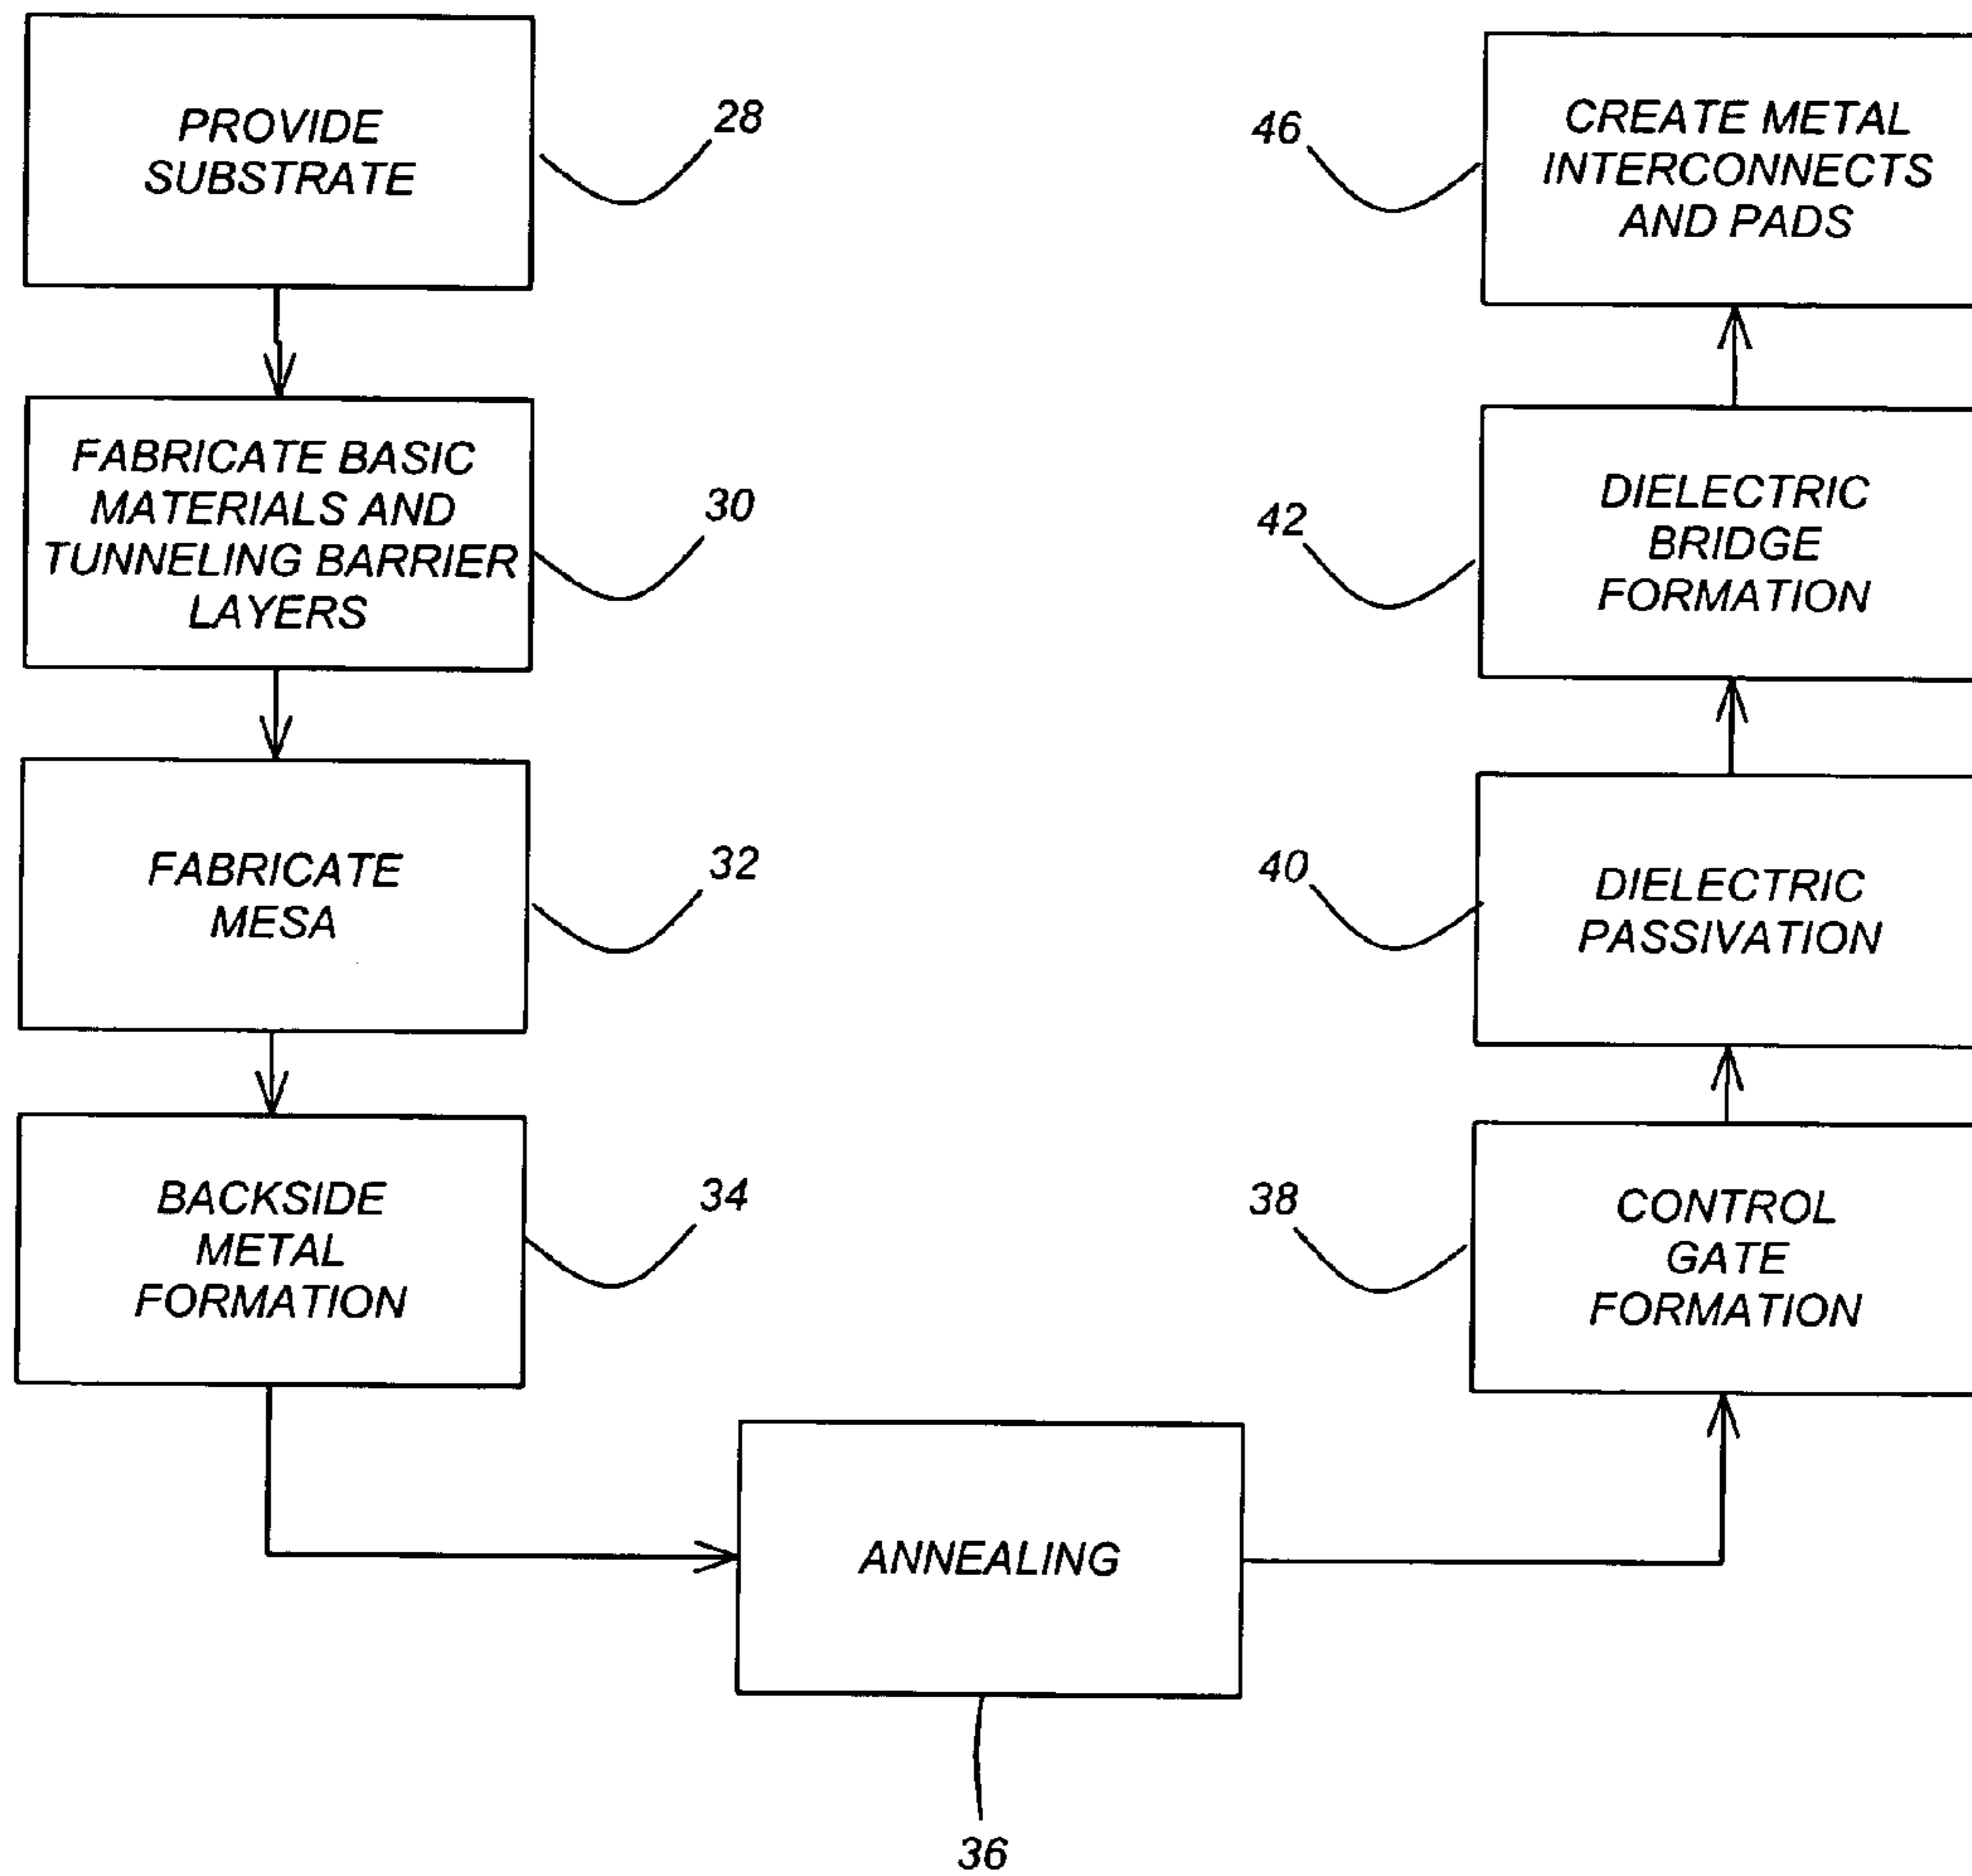 PROVIDE
SUBSTRATE
28
FABRICATE BASIC
MATERIALS AND
TUNNELING BARRIER
LAYERS
30
FABRICATE
MESA
32
BACKSIDE
METAL
FORMATION
34
ANNEALING
36
CONTROL
GATE
FORMATION
38
DIELECTRIC
PASSIVATION
40
DIELECTRIC
BRIDGE
FORMATION
42
CREATE METAL
INTERCONNECTS
AND PADS
46